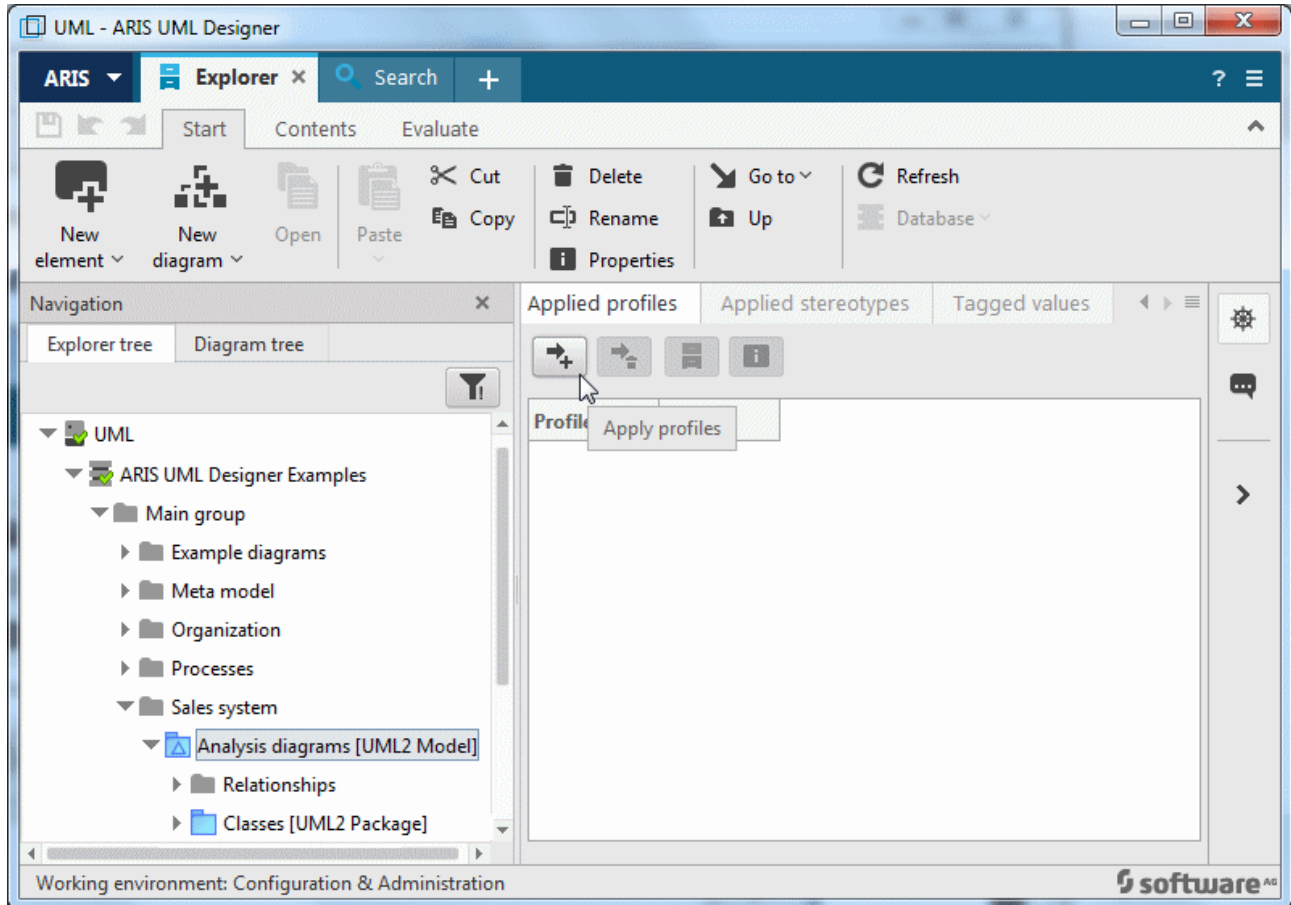 UML - ARIS UML Designer
ARIS Explorer Search
?
Start Contents Evaluate
New element
New diagram
Open
Paste
Cut
Copy
Delete
Rename
Properties
Go to
Up
Refresh
Database
Navigation
Explorer tree Diagram tree
UML
ARIS UML Designer Examples
Main group
Example diagrams
Meta model
Organization
Processes
Sales system
Analysis diagrams [UML2 Model]
Relationships
Classes [UML2 Package]
Applied profiles Applied stereotypes Tagged values
Apply profiles
Working environment: Configuration & Administration
software AG